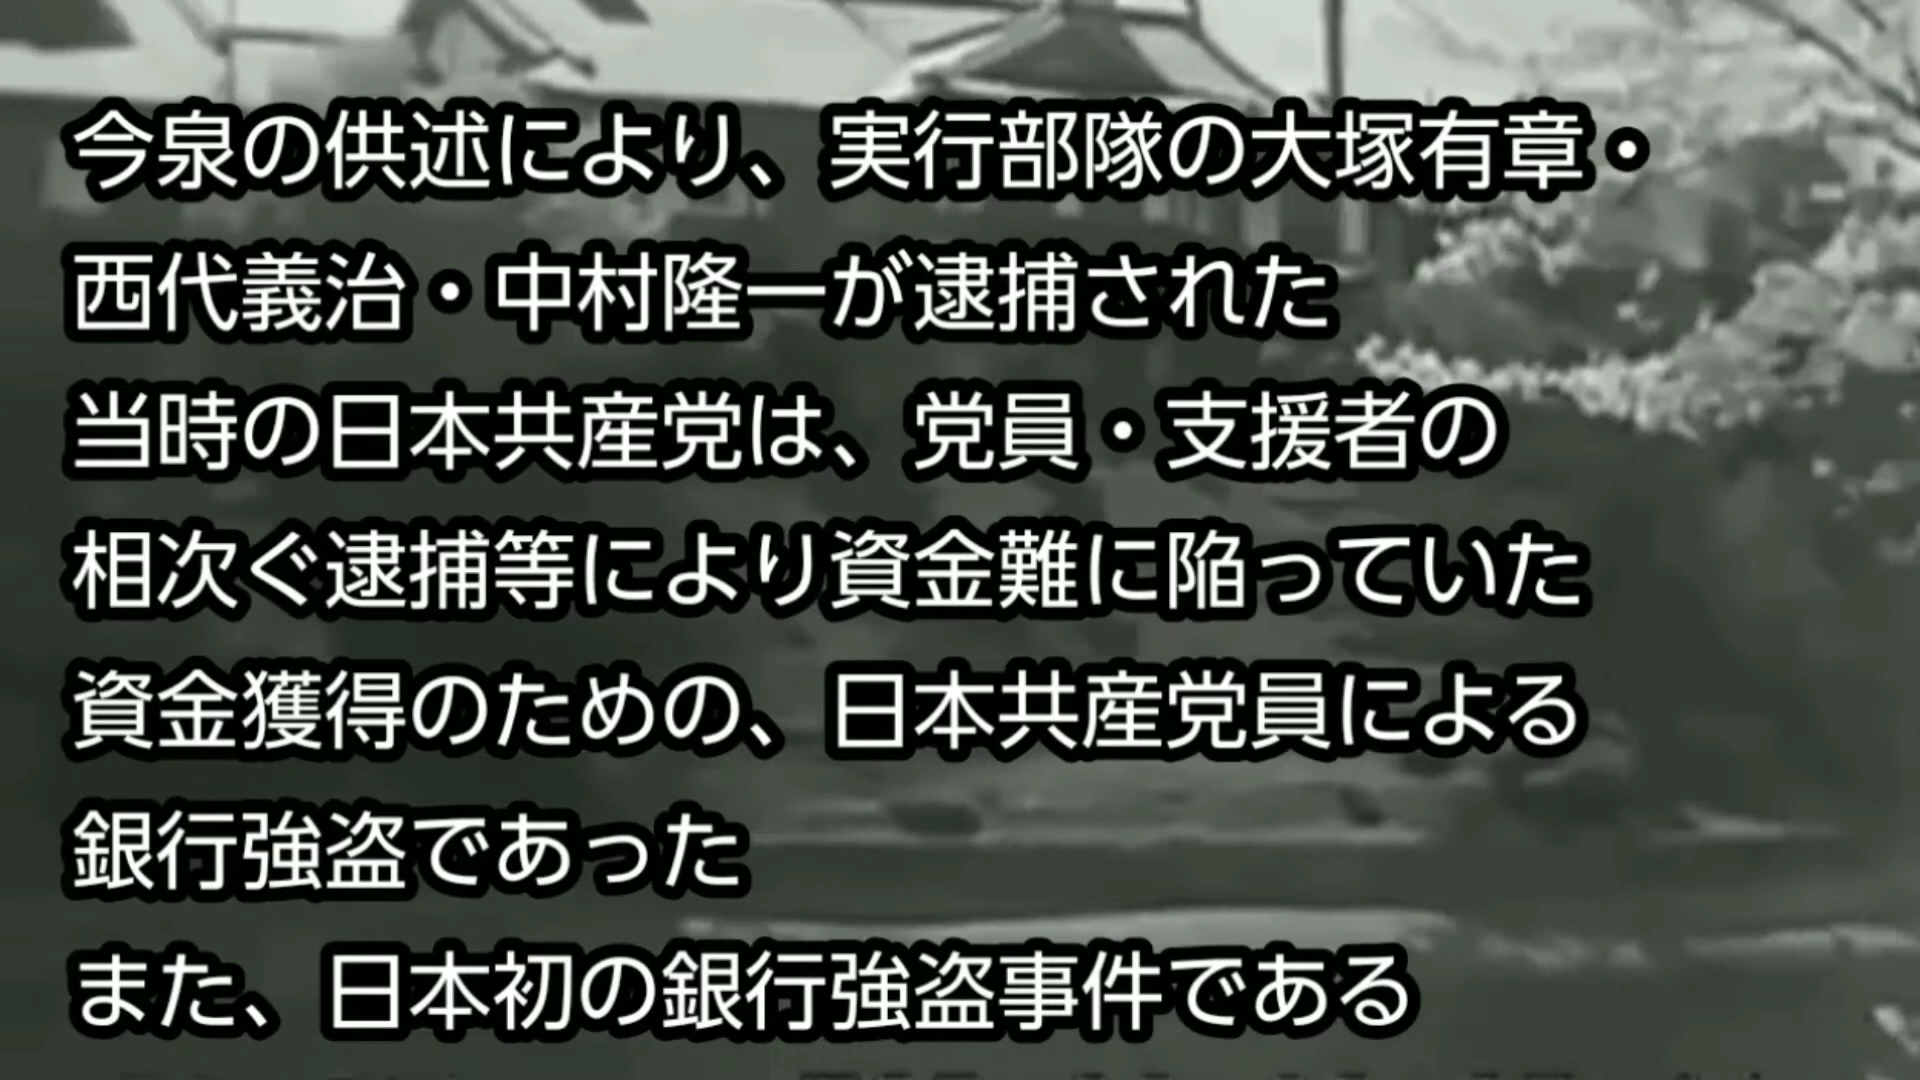 今泉の供述により、実行部隊の大塚有章・
西代義治・中村隆一が逮捕された
当時の日本共産党は、党員・支援者の
相次ぐ逮捕等により資金難に陥っていた
資金獲得のための、日本共産党員による
銀行強盗であった
また、日本初の銀行強盗事件である